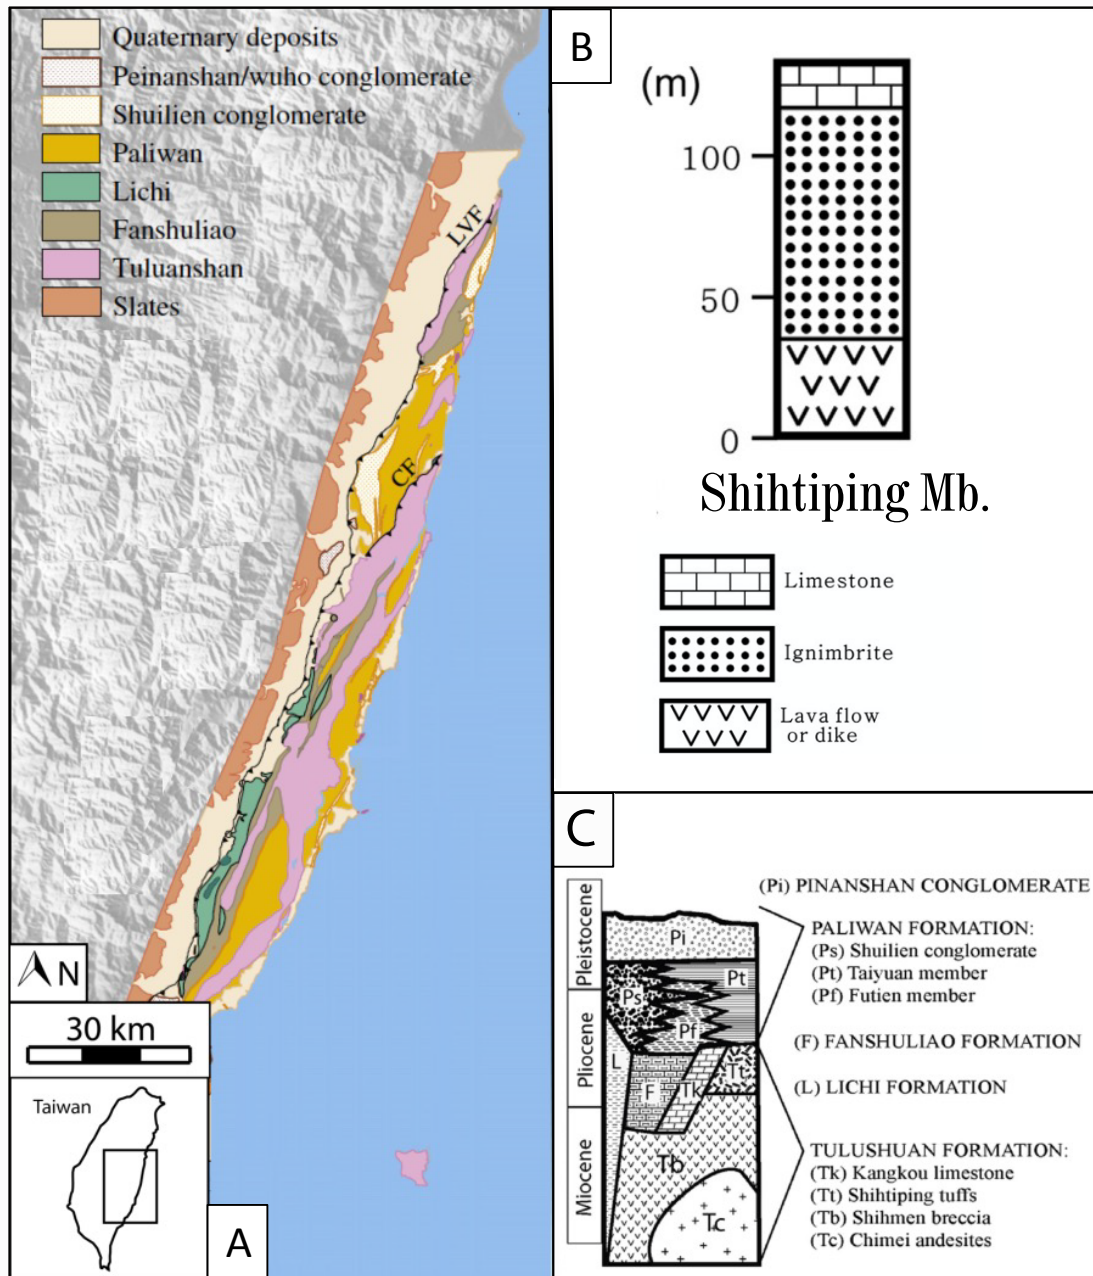 Quaternary deposits
Peinanshan/wuho conglomerate
Shuilien conglomerate
Paliwan
Lichi
Fanshuliao
Tuluanshan
Slates
LVF
CF
N
30 km
Taiwan
A
B
(m)
100
50
0
Shihtiping Mb.
Limestone
Ignimbrite
Lava flow
or dike
C
Pleistocene
Pliocene
Miocene
Pi
Ps
Pt
Pf
L
F
Tk
Tt
Tb
Tc
(Pi) PINANSHAN CONGLOMERATE
PALIWAN FORMATION:
(Ps) Shuilien conglomerate
(Pt) Taiyuan member
(Pf) Futien member
(F) FANSHULIAO FORMATION
(L) LICHI FORMATION
TULUSHUAN FORMATION:
(Tk) Kangkou limestone
(Tt) Shihtiping tuffs
(Tb) Shihmen breccia
(Tc) Chimei andesites